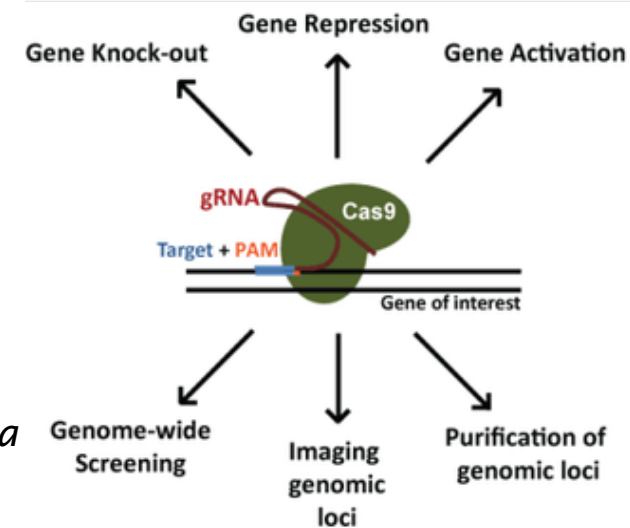 Gene Repression
Gene Knock-out
Gene Activation
gRNA
Cas9
Target + PAM
Gene of interest
a
Genome-wide
Screening
Imaging
genomic
loci
Purification of
genomic loci